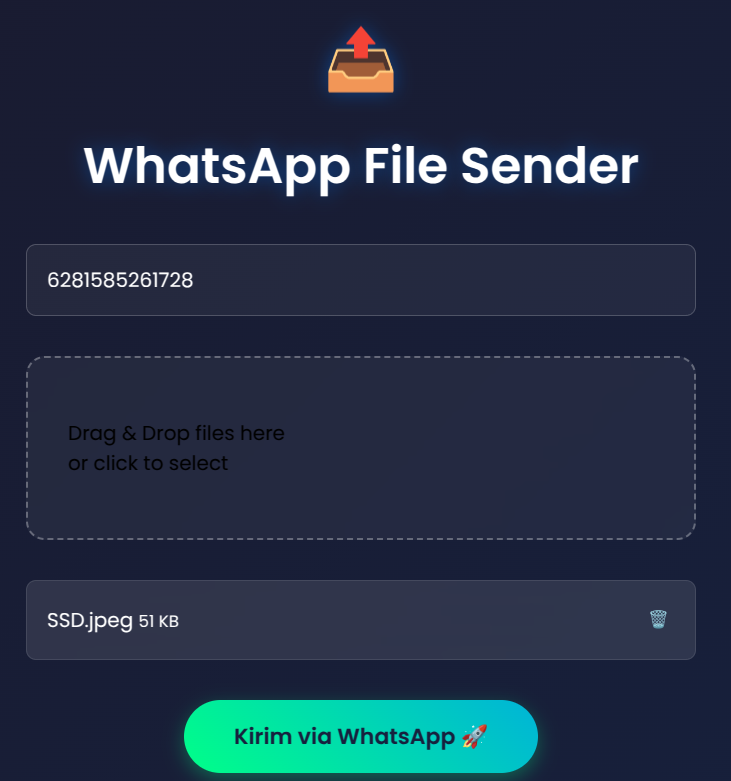 WhatsApp File Sender
6281585261728
Drag & Drop files here
or click to select
SSD.jpeg 51 KB
Kirim via WhatsApp 🚀